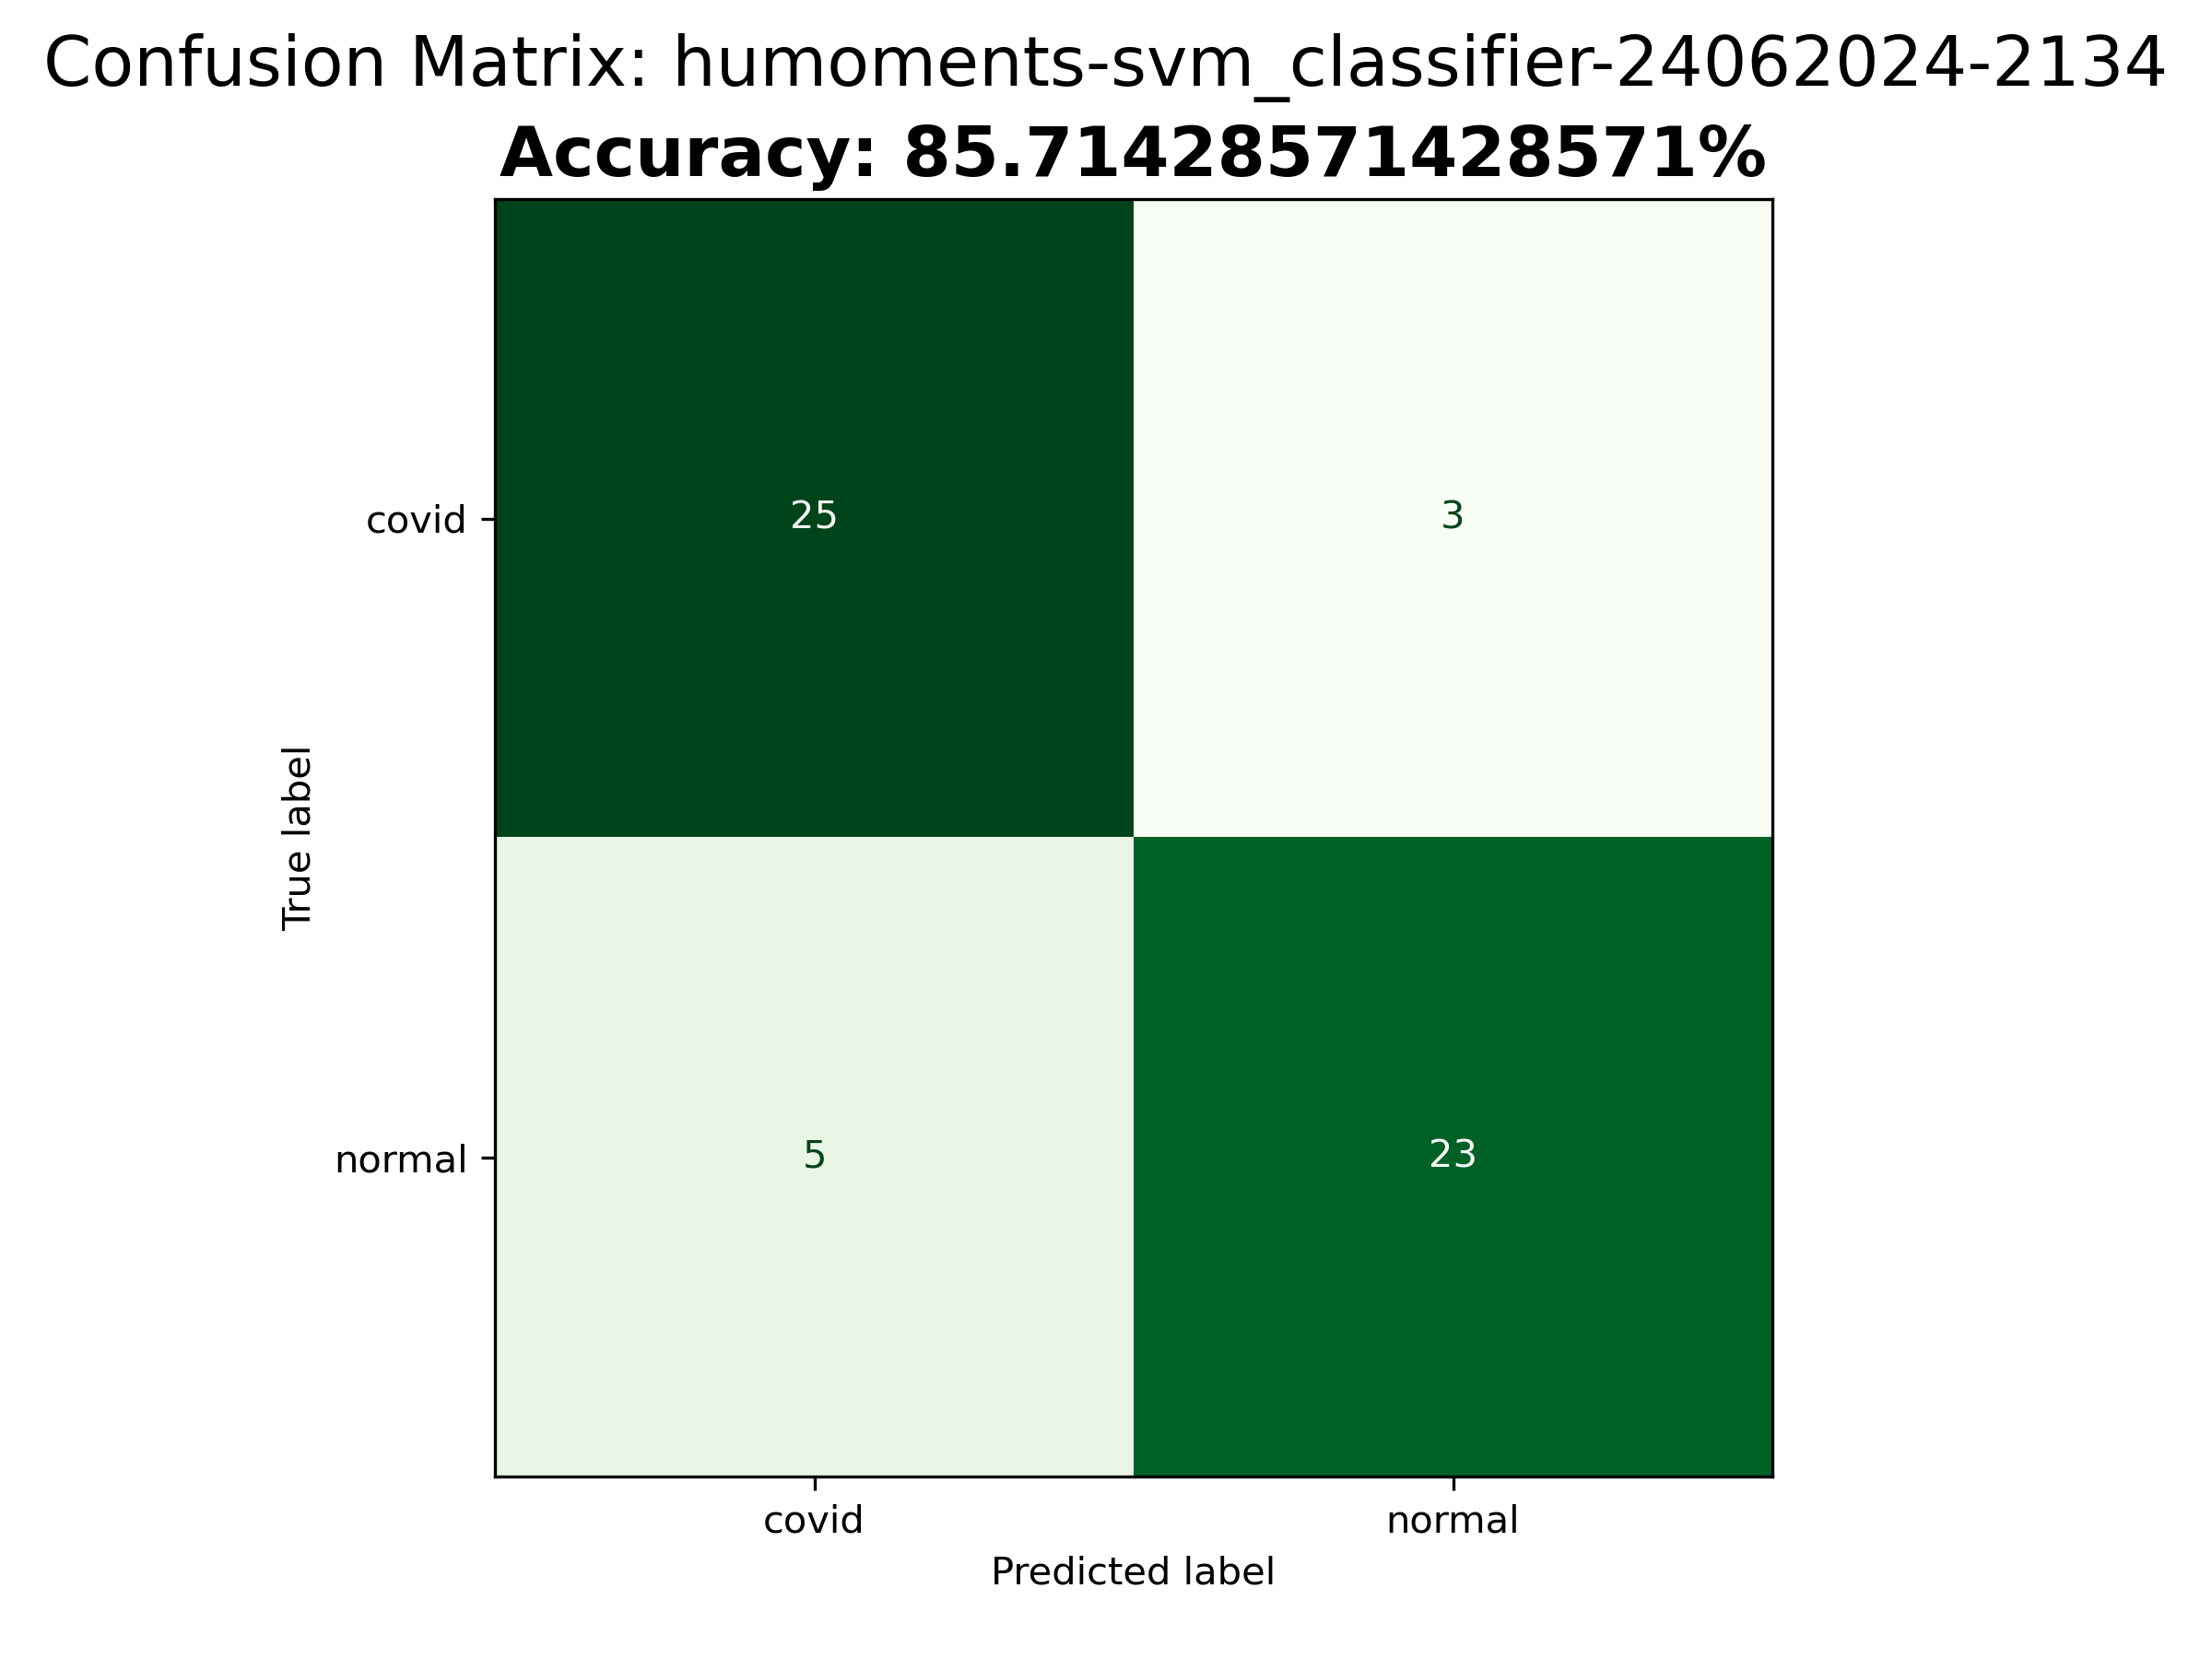 Confusion Matrix: humoments-svm_classifier-24062024-2134
Accuracy: 85.71428571428571%
covid
25
3
True label
normal
5
23
covid
normal
Predicted label